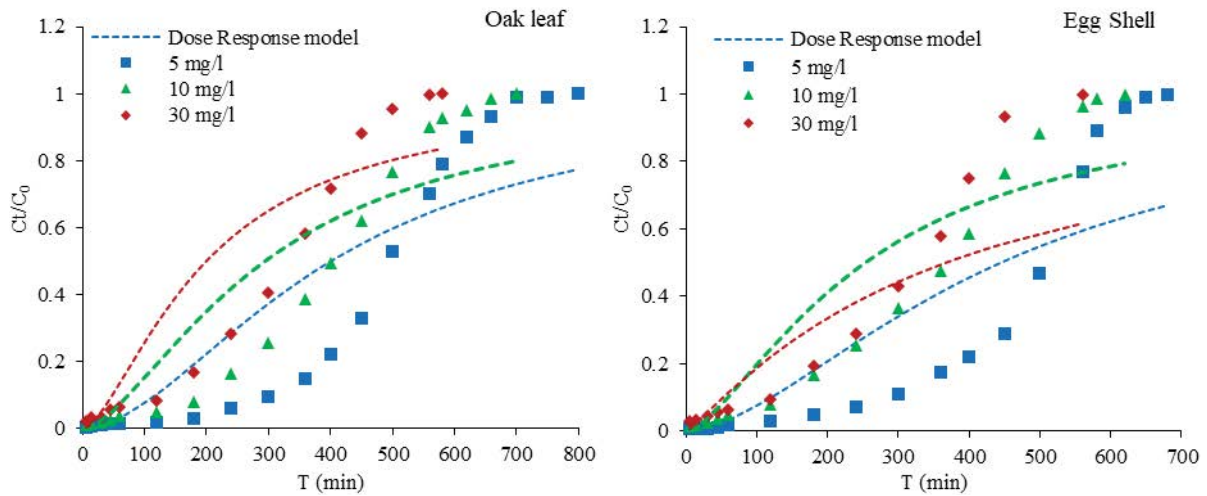 Oak leaf
1.2
1
0.8
0.6
0.4
0.2
0
Ct/C0
Dose Response model
5 mg/l
10 mg/l
30 mg/l
0 100 200 300 400 500 600 700 800
T (min)
Egg Shell
1.2
1
0.8
0.6
0.4
0.2
0
Ct/C0
Dose Response model
5 mg/l
10 mg/l
30 mg/l
0 100 200 300 400 500 600 700
T (min)